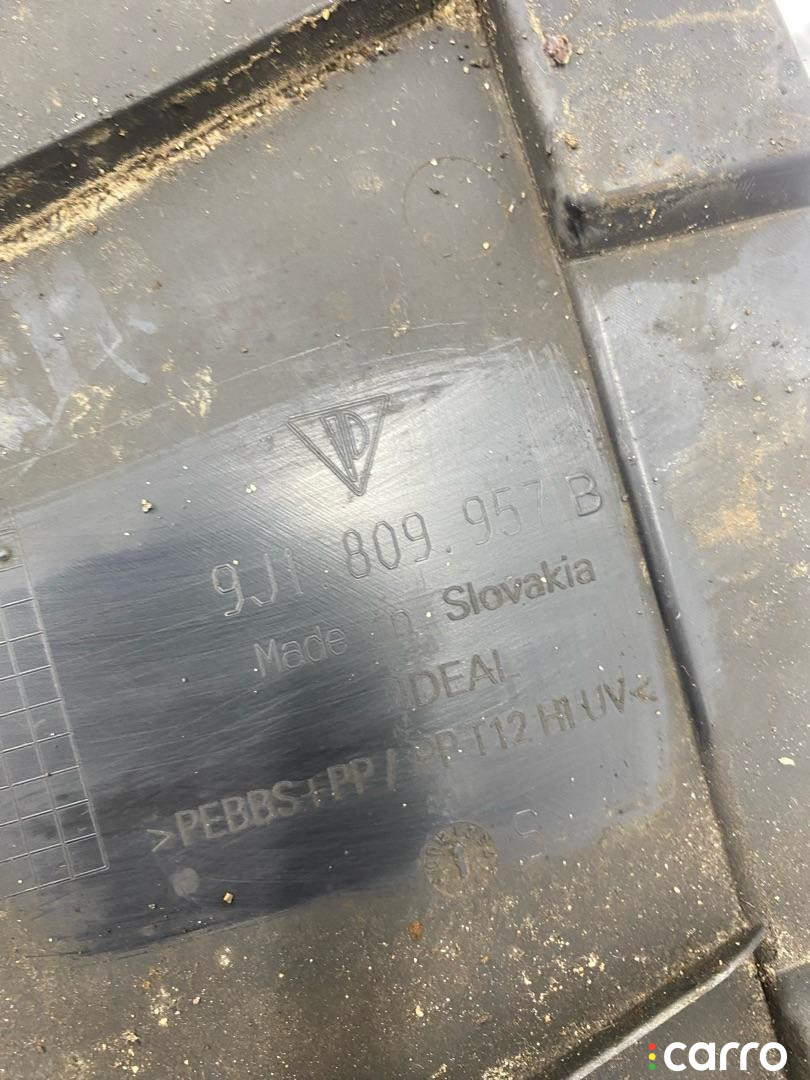 9J1.809.957 B
Made in Slovakia
IDEAL
>PEBBS+PP / PP T12 HI UV<
carro